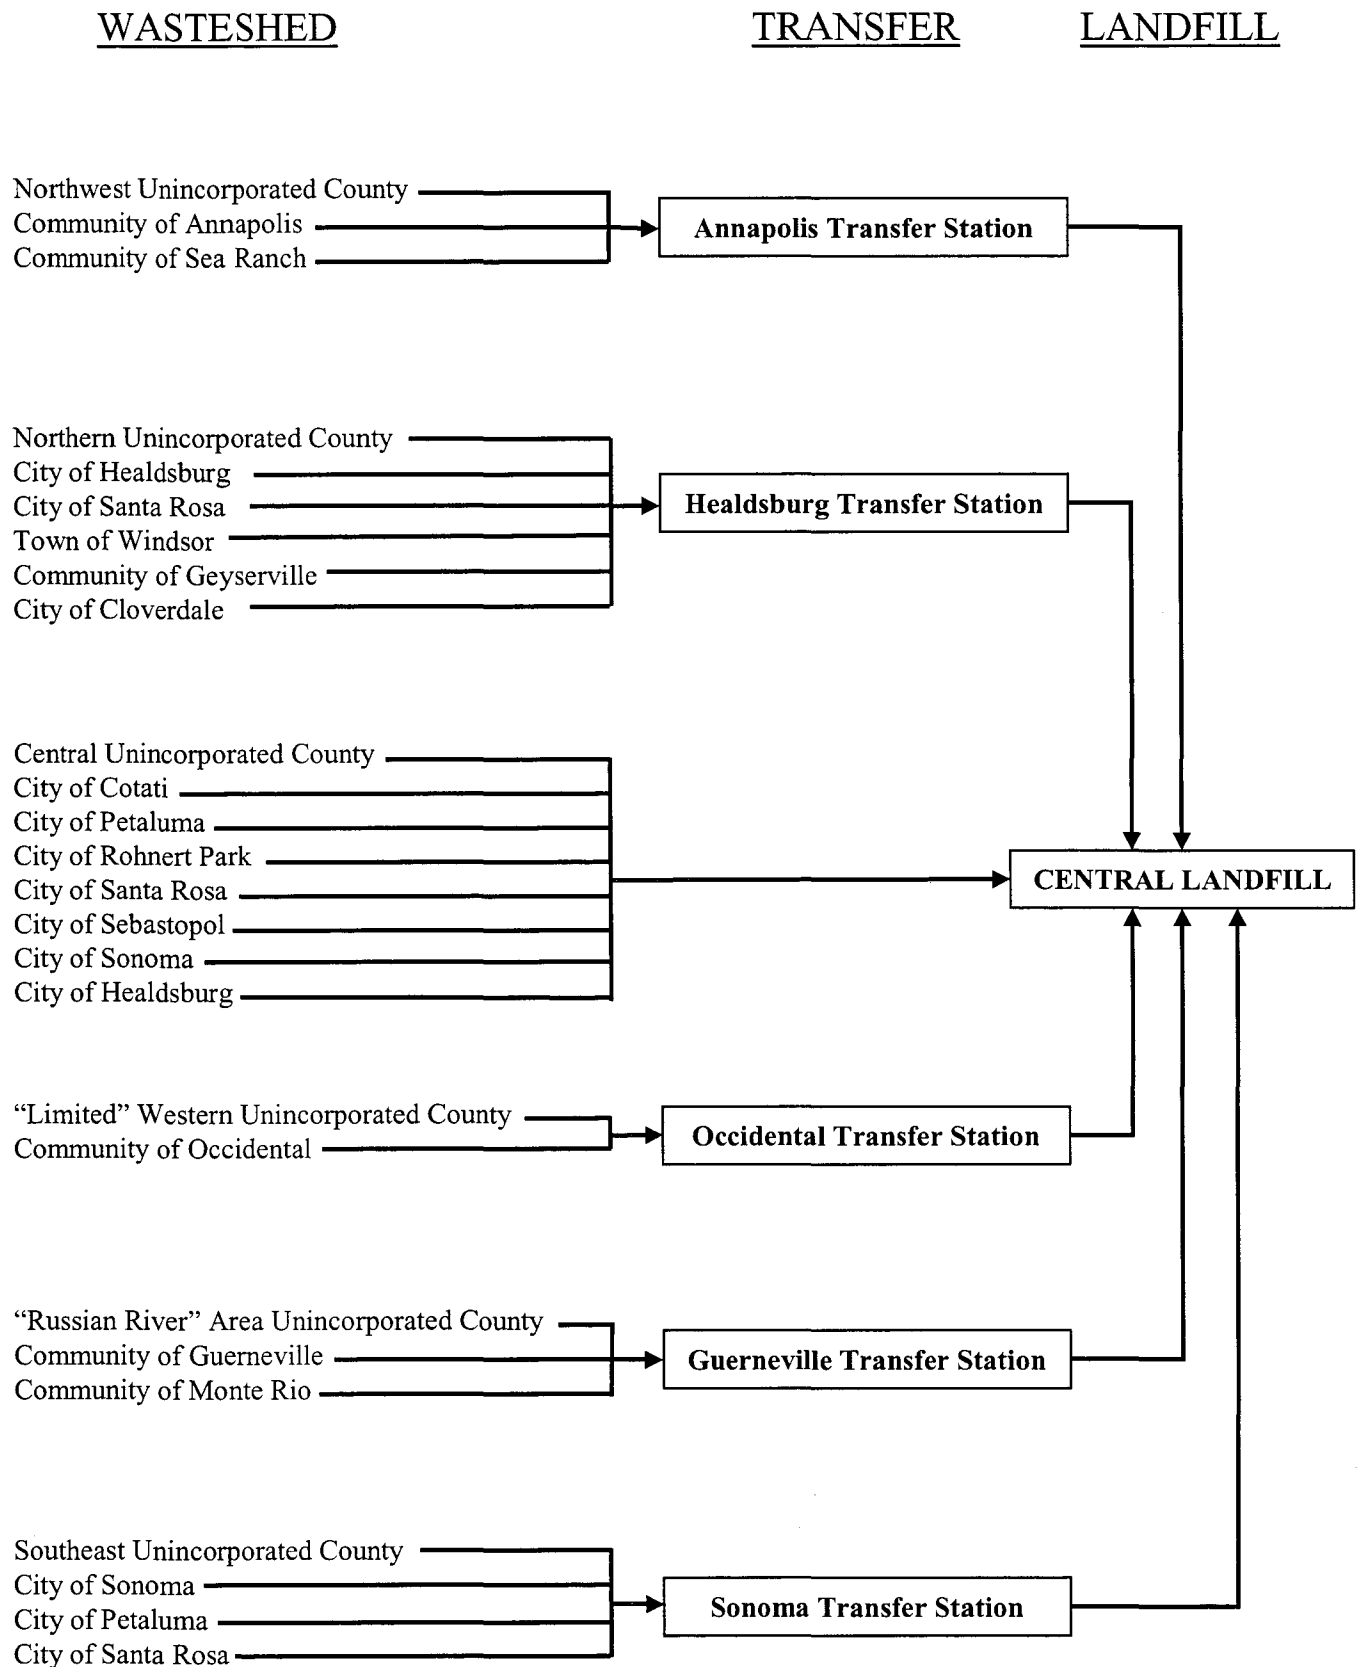 WASTESHED TRANSFER LANDFILL
Northwest Unincorporated County
Community of Annapolis
Community of Sea Ranch
Annapolis Transfer Station
Northern Unincorporated County
City of Healdsburg
City of Santa Rosa
Town of Windsor
Community of Geyserville
City of Cloverdale
Healdsburg Transfer Station
Central Unincorporated County
City of Cotati
City of Petaluma
City of Rohnert Park
City of Santa Rosa
City of Sebastopol
City of Sonoma
City of Healdsburg
CENTRAL LANDFILL
“Limited” Western Unincorporated County
Community of Occidental
Occidental Transfer Station
“Russian River” Area Unincorporated County
Community of Guerneville
Community of Monte Rio
Guerneville Transfer Station
Southeast Unincorporated County
City of Sonoma
City of Petaluma
City of Santa Rosa
Sonoma Transfer Station